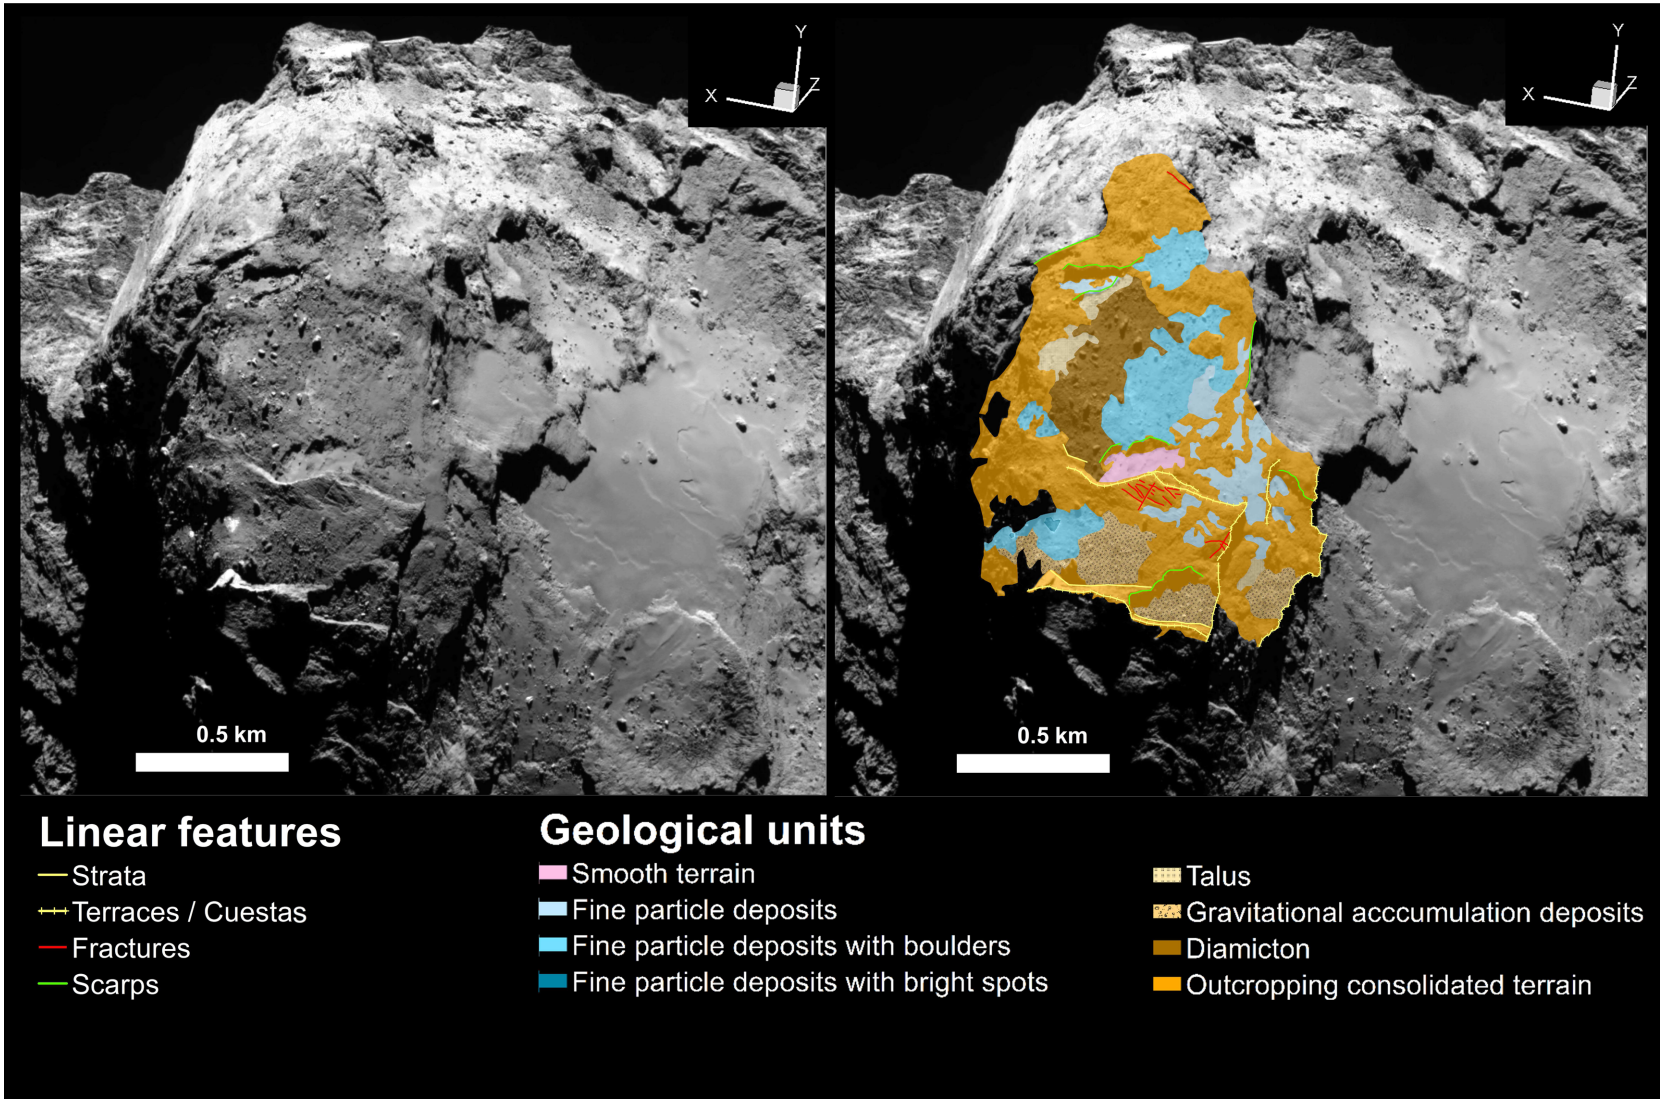 Y
X
Z
Y
X
Z
0.5 km
0.5 km
Linear features
Strata
Terraces / Cuestas
Fractures
Scarps
Geological units
Smooth terrain
Fine particle deposits
Fine particle deposits with boulders
Fine particle deposits with bright spots
Talus
Gravitational acccumulation deposits
Diamicton
Outcropping consolidated terrain